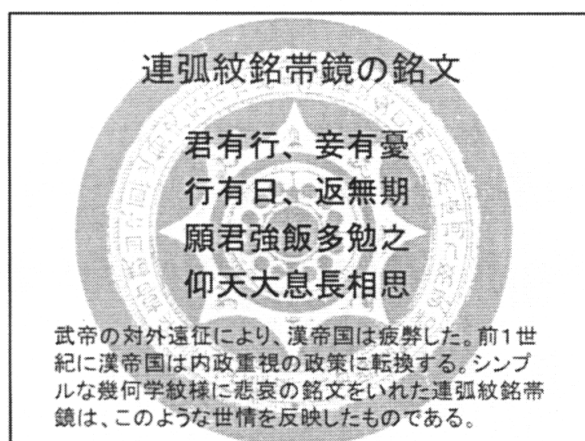 連弧紋銘帯鏡の銘文
君有行、妾有憂
行有日、返無期
願君強飯多勉之
仰天大息長相思
武帝の対外遠征により、漢帝国は疲弊した。前1世
紀に漢帝国は内政重視の政策に転換する。シンプ
ルな幾何学紋様に悲哀の銘文をいれた連弧紋銘帯
鏡は、このような世情を反映したものである。